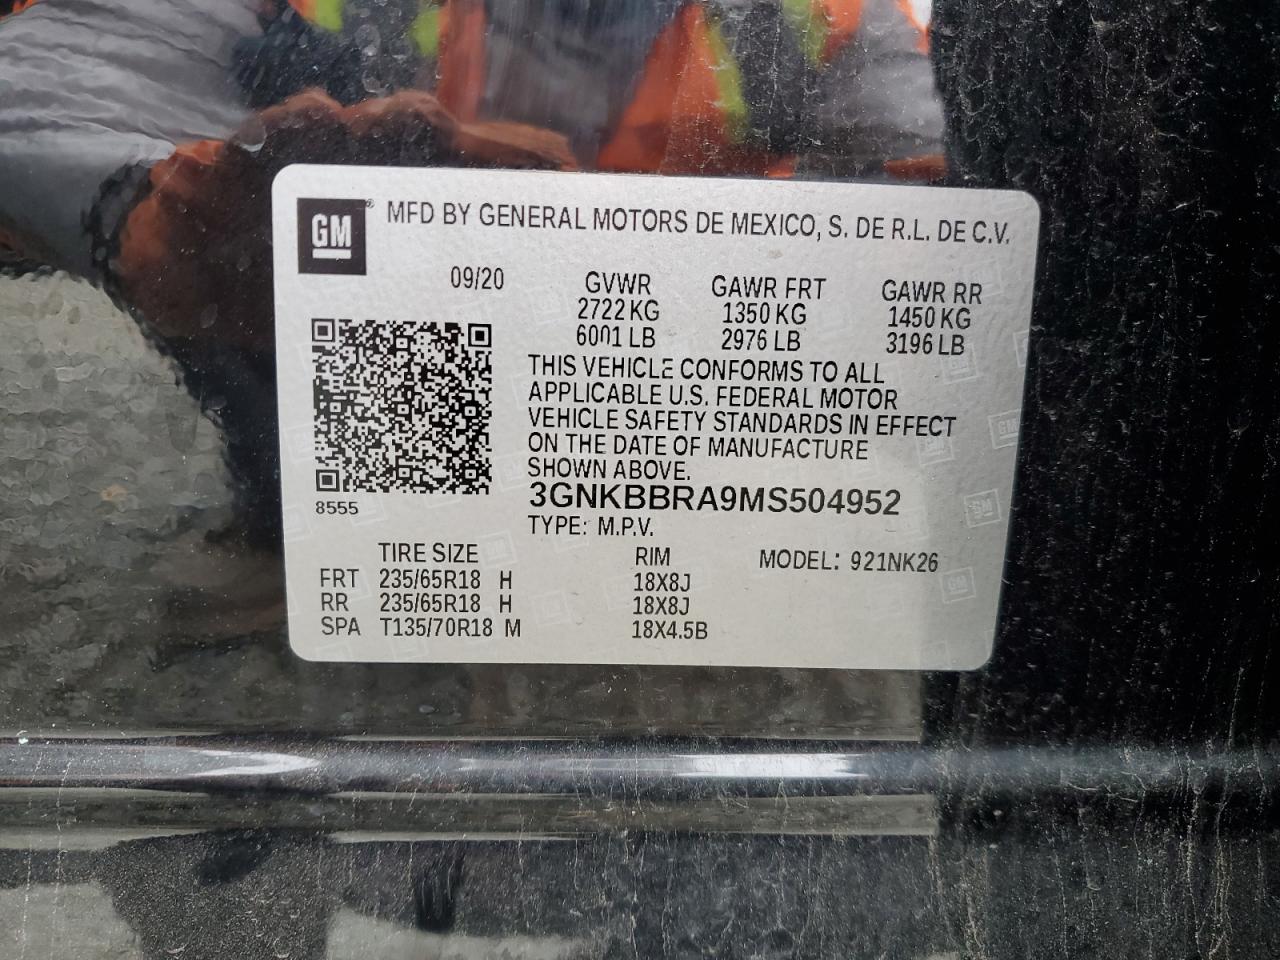 GM ® MFD BY GENERAL MOTORS DE MEXICO, S. DE R.L. DE C.V.
09/20 GVWR GAWR FRT GAWR RR
2722 KG 1350 KG 1450 KG
6001 LB 2976 LB 3196 LB
THIS VEHICLE CONFORMS TO ALL
APPLICABLE U.S. FEDERAL MOTOR
VEHICLE SAFETY STANDARDS IN EFFECT
ON THE DATE OF MANUFACTURE
SHOWN ABOVE.
3GNKBBRA9MS504952
8555
TYPE: M.P.V.
TIRE SIZE RIM MODEL: 921NK26
FRT 235/65R18 H 18X8J
RR 235/65R18 H 18X8J
SPA T135/70R18 M 18X4.5B